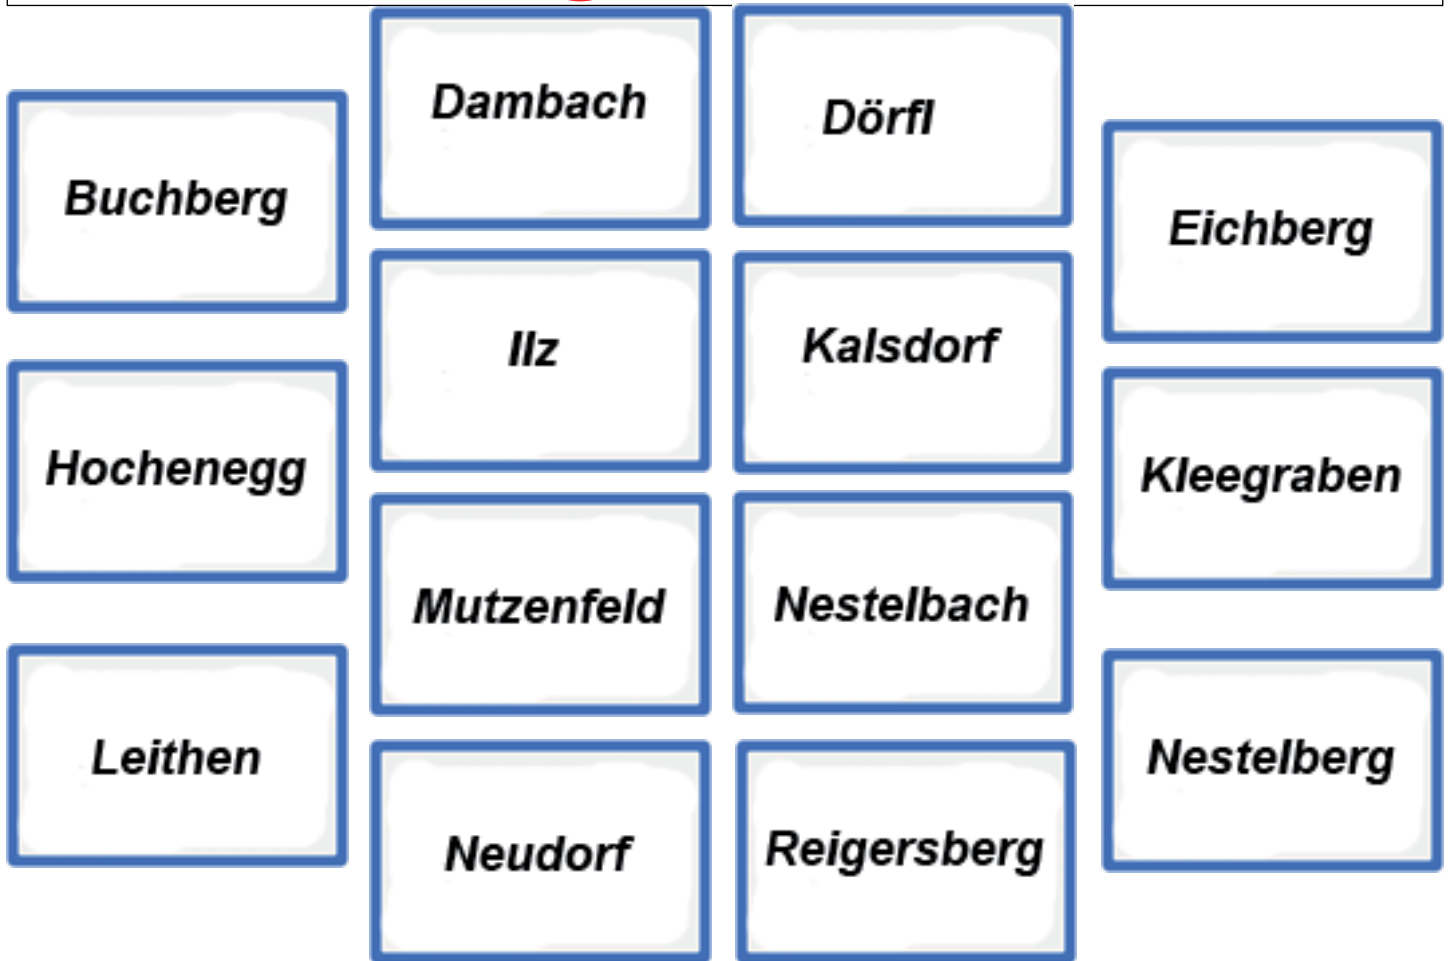 Dambach
Dörfl
Buchberg
Eichberg
Ilz
Kalsdorf
Hochenegg
Kleegraben
Mutzenfeld
Nestelbach
Leithen
Nestelberg
Neudorf
Reigersberg